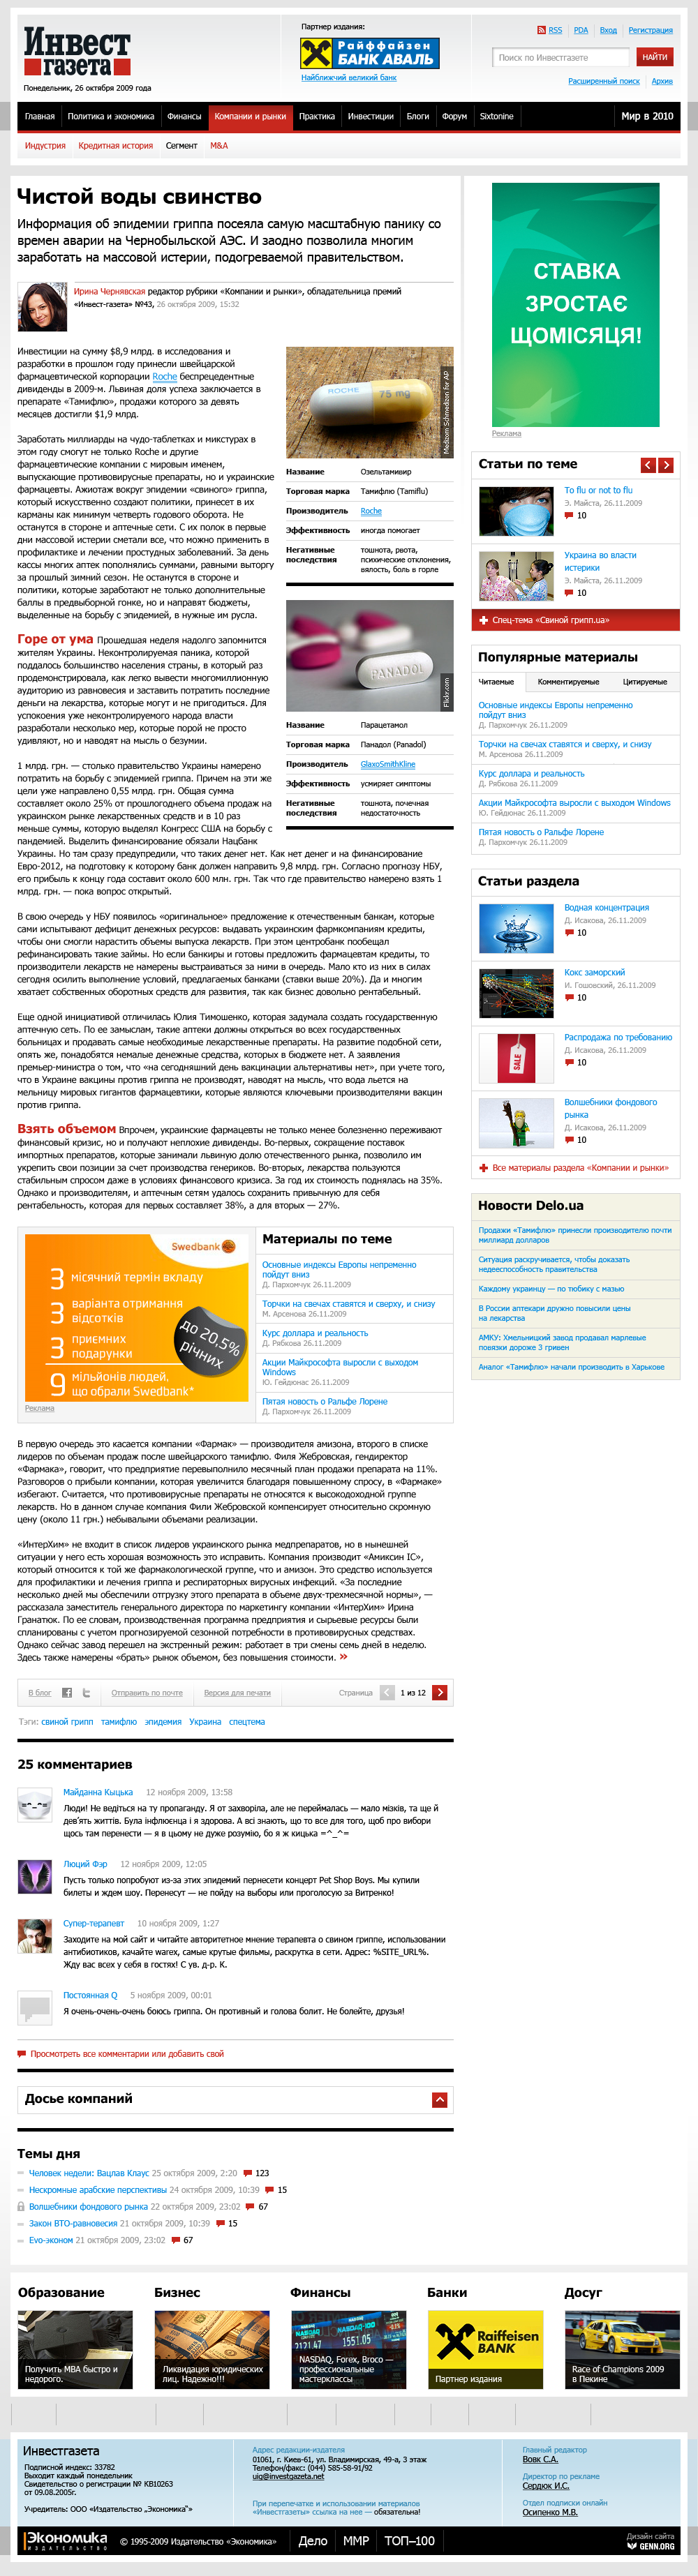 Инвест
газета
Понедельник, 26 октября 2009 года
Партнер издания:
Райффайзен
БАНК АВАЛЬ
Найближчий великий банк
RSS PDA Вход Регистрация
Поиск по Инвестгазете НАЙТИ
Расширенный поиск Архив
Главная Политика и экономика Финансы Компании и рынки Практика Инвестиции Блоги Форум Sixtonine Мир в 2010
Индустрия Кредитная история Сегмент M&A
Чистой воды свинство
Информация об эпидемии гриппа посеяла самую масштабную панику со
времен аварии на Чернобыльской АЭС. И заодно позволила многим
заработать на массовой истерии, подогреваемой правительством.
Ирина Чернявская редактор рубрики «Компании и рынки», обладательница премий
«Инвест-газета» №43, 26 октября 2009, 15:32
Инвестиции на сумму $8,9 млрд. в исследования и
разработки в прошлом году принесли швейцарской
фармацевтической корпорации Roche беспрецедентные
дивиденды в 2009-м. Львиная доля успеха заключается в
препарате «Тамифлю», продажи которого за девять
месяцев достигли $1,9 млрд.
Заработать миллиарды на чудо-таблетках и микстурах в
этом году смогут не только Roche и другие
фармацевтические компании с мировым именем,
выпускающие противовирусные препараты, но и украинские
фармацевты. Ажиотаж вокруг эпидемии «свиного» гриппа,
который искусственно создают политики, принесет и в те
карманы, владельцы которых готовят народ к обороне. Не
останутся в стороне и аптечные сети. С их полок в первые
дни массовой истерии сметали все, что можно применить в
профилактике и лечении простудных заболеваний. За день
кассы многих аптек пополнялись суммами, равными выторгу
за прошлый зимний сезон. Не останутся в стороне и
политики, которые заработают не только дополнительные
баллы в предвыборной гонке, но и направят бюджеты,
выделенные на борьбу с эпидемией, в нужные им русла.
ROCHE 75 mg
Название Озельтамивир
Торговая марка Тамифлю (Tamiflu)
Производитель Roche
Эффективность иногда помогает
Негативные последствия тошнота, рвота,
психические отклонения,
вялость, боль в горле
Горе от ума Прошедшая неделя надолго запомнится
жителям Украины. Неконтролируемая паника, которой
поддалось большинство населения страны, в который раз
продемонстрировала, как легко вывести многомиллионную
аудиторию из равновесия и заставить потратить последние
деньги на лекарства, которые могут и не пригодится. Для
успокоения уже неконтролируемого народа власти
разработали несколько мер, которые порой не просто
удивляют, но и наводят на мысль о безумии.
PANADOL
Flickr.com
Название Парацетамол
Торговая марка Панадол (Panadol)
Производитель GlaxoSmithKline
Эффективность усмиряет симптомы
Негативные последствия тошнота, почечная
недостаточность
1 млрд. грн. — столько правительство Украины намерено
потратить на борьбу с эпидемией гриппа. Причем на эти же
цели уже направлено 0,55 млрд. грн. Общая сумма
составляет около 25% от прошлогоднего объема продаж на
украинском рынке лекарственных средств и в 10 раз
меньше суммы, которую выделял Конгресс США на борьбу с
пандемией. Выделить финансирование обязали Нацбанк
Украины. Но там сразу предупредили, что таких денег нет. Как нет денег и на финансирование
Евро-2012, на подготовку к которому банк должен направить 9,8 млрд. грн. Согласно прогнозу НБУ,
его прибыль к концу года составит около 600 млн. грн. Так что где правительство намерено взять 1
млрд. грн. — пока вопрос открытый.
В свою очередь у НБУ появилось «оригинальное» предложение к отечественным банкам, которые
сами испытывают дефицит денежных ресурсов: выдавать украинским фармкомпаниям кредиты,
чтобы они могли нарастить объемы выпуска лекарств. При этом центробанк пообещал
рефинансировать такие займы. Но если банкиры и готовы предложить фармацевтам кредиты, то
производители лекарств не намерены выстраиваться за ними в очередь. Мало кто из них в силах
сегодня осилить выполнение условий, предлагаемых банками (ставки выше 20%). Да и многим
хватает собственных оборотных средств для развития, так как бизнес довольно рентабельный.
Еще одной инициативой отличилась Юлия Тимошенко, которая задумала создать государственную
аптечную сеть. По ее замыслам, такие аптеки должны открыться во всех государственных
больницах и продавать самые необходимые лекарственные препараты. На развитие подобной сети,
опять же, понадобятся немалые денежные средства, которых в бюджете нет. А заявления
премьер-министра о том, что «на сегодняшний день вакцинации альтернативы нет», при учете того,
что в Украине вакцины против гриппа не производят, наводят на мысль, что вода льется на
мельницу мировых гигантов фармацевтики, которые являются ключевыми производителями вакцин
против гриппа.
Взять объемом Впрочем, украинские фармацевты не только менее болезненно переживают
финансовый кризис, но и получают неплохие дивиденды. Во-первых, сокращение поставок
импортных препаратов, которые занимали львиную долю отечественного рынка, позволило им
укрепить свои позиции за счет производства генериков. Во-вторых, лекарства пользуются
стабильным спросом даже в условиях финансового кризиса. За год их стоимость поднялась на 35%.
Однако и производителям, и аптечным сетям удалось сохранить привычную для себя
рентабельность, которая для первых составляет 38%, а для вторых — 27%.
Swedbank
3 місячний термін вкладу
3 варіанта отримання
відсотків
3 приємних
подарунки
9 мільйонів людей,
що обрали Swedbank*
до 20.5%
річних
Реклама
Материалы по теме
Основные индексы Европы непременно
пойдут вниз
Д. Пархомчук 26.11.2009
Торчки на свечах ставятся и сверху, и снизу
М. Арсенова 26.11.2009
Курс доллара и реальность
Д. Рябкова 26.11.2009
Акции Майкрософта выросли с выходом
Windows
Ю. Гейдюнас 26.11.2009
Пятая новость о Ральфе Лорене
Д. Пархомчук 26.11.2009
В первую очередь это касается компании «Фармак» — производителя амизона, второго в списке
лидеров по объемам продаж после швейцарского тамифлю. Филя Жебровская, гендиректор
«Фармака», говорит, что предприятие перевыполнило месячный план продажи препарата на 11%.
Разговоров о прибыли компании, которая увеличится благодаря повышенному спросу, в «Фармаке»
избегают. Считается, что противовирусные препараты не относятся к высокодоходной группе
лекарств. Но в данном случае компания Фили Жебровской компенсирует относительно скромную
цену (около 11 грн.) небывалыми объемами реализации.
«ИнтерХим» не входит в список лидеров украинского рынка медпрепаратов, но в нынешней
ситуации у него есть хорошая возможность это исправить. Компания производит «Амиксин IC»,
который относится к той же фармакологической группе, что и амизон. Это средство используется
для профилактики и лечения гриппа и респираторных вирусных инфекций. «За последние
несколько дней мы обеспечили отгрузку этого препарата в объеме двух-трехмесячной нормы», —
рассказала заместитель генерального директора по маркетингу компании «ИнтерХим» Ирина
Гранатюк. По ее словам, производственная программа предприятия и сырьевые ресурсы были
спланированы с учетом прогнозируемой сезонной потребности в противовирусных средствах.
Однако сейчас завод перешел на экстренный режим: работает в три смены семь дней в неделю.
Здесь также намерены «брать» рынок объемом, без повышения стоимости. »
В блог Отправить по почте Версия для печати Страница 1 из 12
Тэги: свиной грипп тамифлю эпидемия Украина спецтема
25 комментариев
Майданна Кыцька 12 ноября 2009, 13:58
Люди! Не ведіться на ту пропаганду. Я от захворіла, але не переймалась — мало мізків, та ще й
дев'ять життів. Була інфлюєнца і я здорова. А всі знають, що то все для того, щоб про вибори
щось там перенести — я в цьому не дуже розумію, бо я ж кицька =^_^=
Люций Фэр 12 ноября 2009, 12:05
Пусть только попробуют из-за этих эпидемий пернесети концерт Pet Shop Boys. Мы купили
билеты и ждем шоу. Перенесут — не пойду на выборы или проголосую за Витренко!
Супер-терапевт 10 ноября 2009, 1:27
Заходите на мой сайт и читайте авторитетное мнение терапевта о свином гриппе, использовании
антибиотиков, качайте warex, самые крутые фильмы, раскрутка в сети. Адрес: %SITE_URL%.
Жду вас всех у себя в гостях! С ув. д-р. К.
Постоянная Q 5 ноября 2009, 00:01
Я очень-очень-очень боюсь гриппа. Он противный и голова болит. Не болейте, друзья!
Просмотреть все комментарии или добавить свой
Досье компаний
Темы дня
Человек недели: Вацлав Клаус 25 октября 2009, 2:20 123
Нескромные арабские перспективы 24 октября 2009, 10:39 15
Волшебники фондового рынка 22 октября 2009, 23:02 67
Закон ВТО-равновесия 21 октября 2009, 10:39 15
Evo-эконом 21 октября 2009, 23:02 67
СТАВКА
ЗРОСТАЄ
ЩОМІСЯЦЯ!
Реклама
Статьи по теме
To flu or not to flu
Э. Майста, 26.11.2009
10
Украина во власти
истерики
Э. Майста, 26.11.2009
10
Спец-тема «Свиной грипп.ua»
Популярные материалы
Читаемые Комментируемые Цитируемые
Основные индексы Европы непременно
пойдут вниз
Д. Пархомчук 26.11.2009
Торчки на свечах ставятся и сверху, и снизу
М. Арсенова 26.11.2009
Курс доллара и реальность
Д. Рябкова 26.11.2009
Акции Майкрософта выросли с выходом Windows
Ю. Гейдюнас 26.11.2009
Пятая новость о Ральфе Лорене
Д. Пархомчук 26.11.2009
Статьи раздела
Водная концентрация
Д. Исакова, 26.11.2009
10
Кокс заморский
И. Гошовский, 26.11.2009
10
SALE
Распродажа по требованию
Д. Исакова, 26.11.2009
10
Волшебники фондового
рынка
Д. Исакова, 26.11.2009
10
Все материалы раздела «Компании и рынки»
Новости Delo.ua
Продажи «Тамифлю» принесли производителю почти
миллиард долларов
Ситуация раскручивается, чтобы доказать
недееспособность правительства
Каждому украинцу — по тюбику с мазью
В России аптекари дружно повысили цены
на лекарства
АМКУ: Хмельницкий завод продавал марлевые
повязки дороже 3 гривен
Аналог «Тамифлю» начали производить в Харькове
Образование
Получить MBA быстро и
недорого.
Бизнес
Ликвидация юридических
лиц. Надежно!!!
Финансы
NASDAQ, Forex, Broco —
профессиональные
мастерклассы
Банки
Raiffeisen
BANK
Партнер издания
Досуг
Race of Champions 2009
в Пекине
Инвестгазета
Подписной индекс: 33782
Выходит каждый понедельник
Свидетельство о регистрации № КВ10263
от 09.08.2005г.
Учредитель: ООО «Издательство „Экономика“»
Адрес редакции-издателя
01061, г. Киев-61, ул. Владимирская, 49-а, 3 этаж
Телефон/факс: (044) 585-58-91/92
uig@investgazeta.net
При перепечатке и использовании материалов
«Инвестгазеты» ссылка на нее — обязательна!
Главный редактор
Вовк С.А.
Директор по рекламе
Сердюк И.С.
Отдел подписки онлайн
Осипенко М.В.
Экономика
ИЗДАТЕЛЬСТВО
© 1995-2009 Издательство «Экономика»
Дело ММР ТОП–100
Дизайн сайта
GENN.ORG